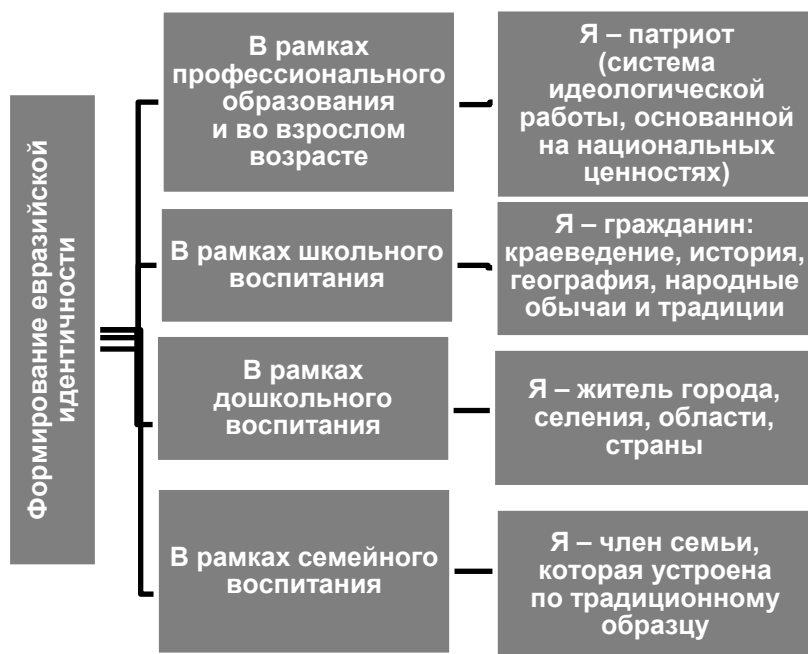 Формирование евразийской
идентичности
В рамках
профессионального
образования
и во взрослом
возрасте
Я – патриот
(система
идеологической
работы, основанной
на национальных
ценностях)
В рамках школьного
воспитания
Я – гражданин:
краеведение, история,
география, народные
обычаи и традиции
В рамках
дошкольного
воспитания
Я – житель города,
селения, области,
страны
В рамках семейного
воспитания
Я – член семьи,
которая устроена
по традиционному
образцу